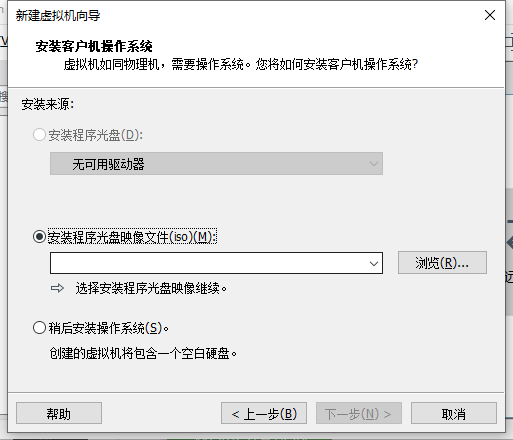 新建虚拟机向导
安装客户机操作系统
虚拟机如同物理机，需要操作系统。您将如何安装客户机操作系统?
安装来源:
安装程序光盘(D):
无可用驱动器
安装程序光盘映像文件(iso)(M):
浏览(R)...
选择安装程序光盘映像继续。
稍后安装操作系统(S)。
创建的虚拟机将包含一个空白硬盘。
帮助
< 上一步(B)
下一步(N) >
取消